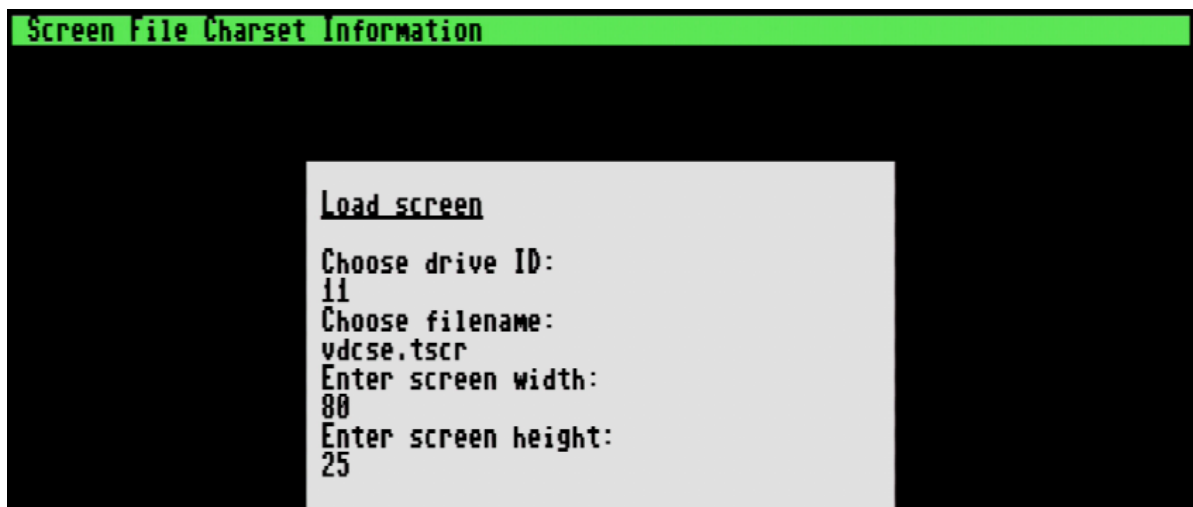 Screen File Charset Information
Load screen
Choose drive ID:
11
Choose filename:
vdcse.tscr
Enter screen width:
80
Enter screen height:
25